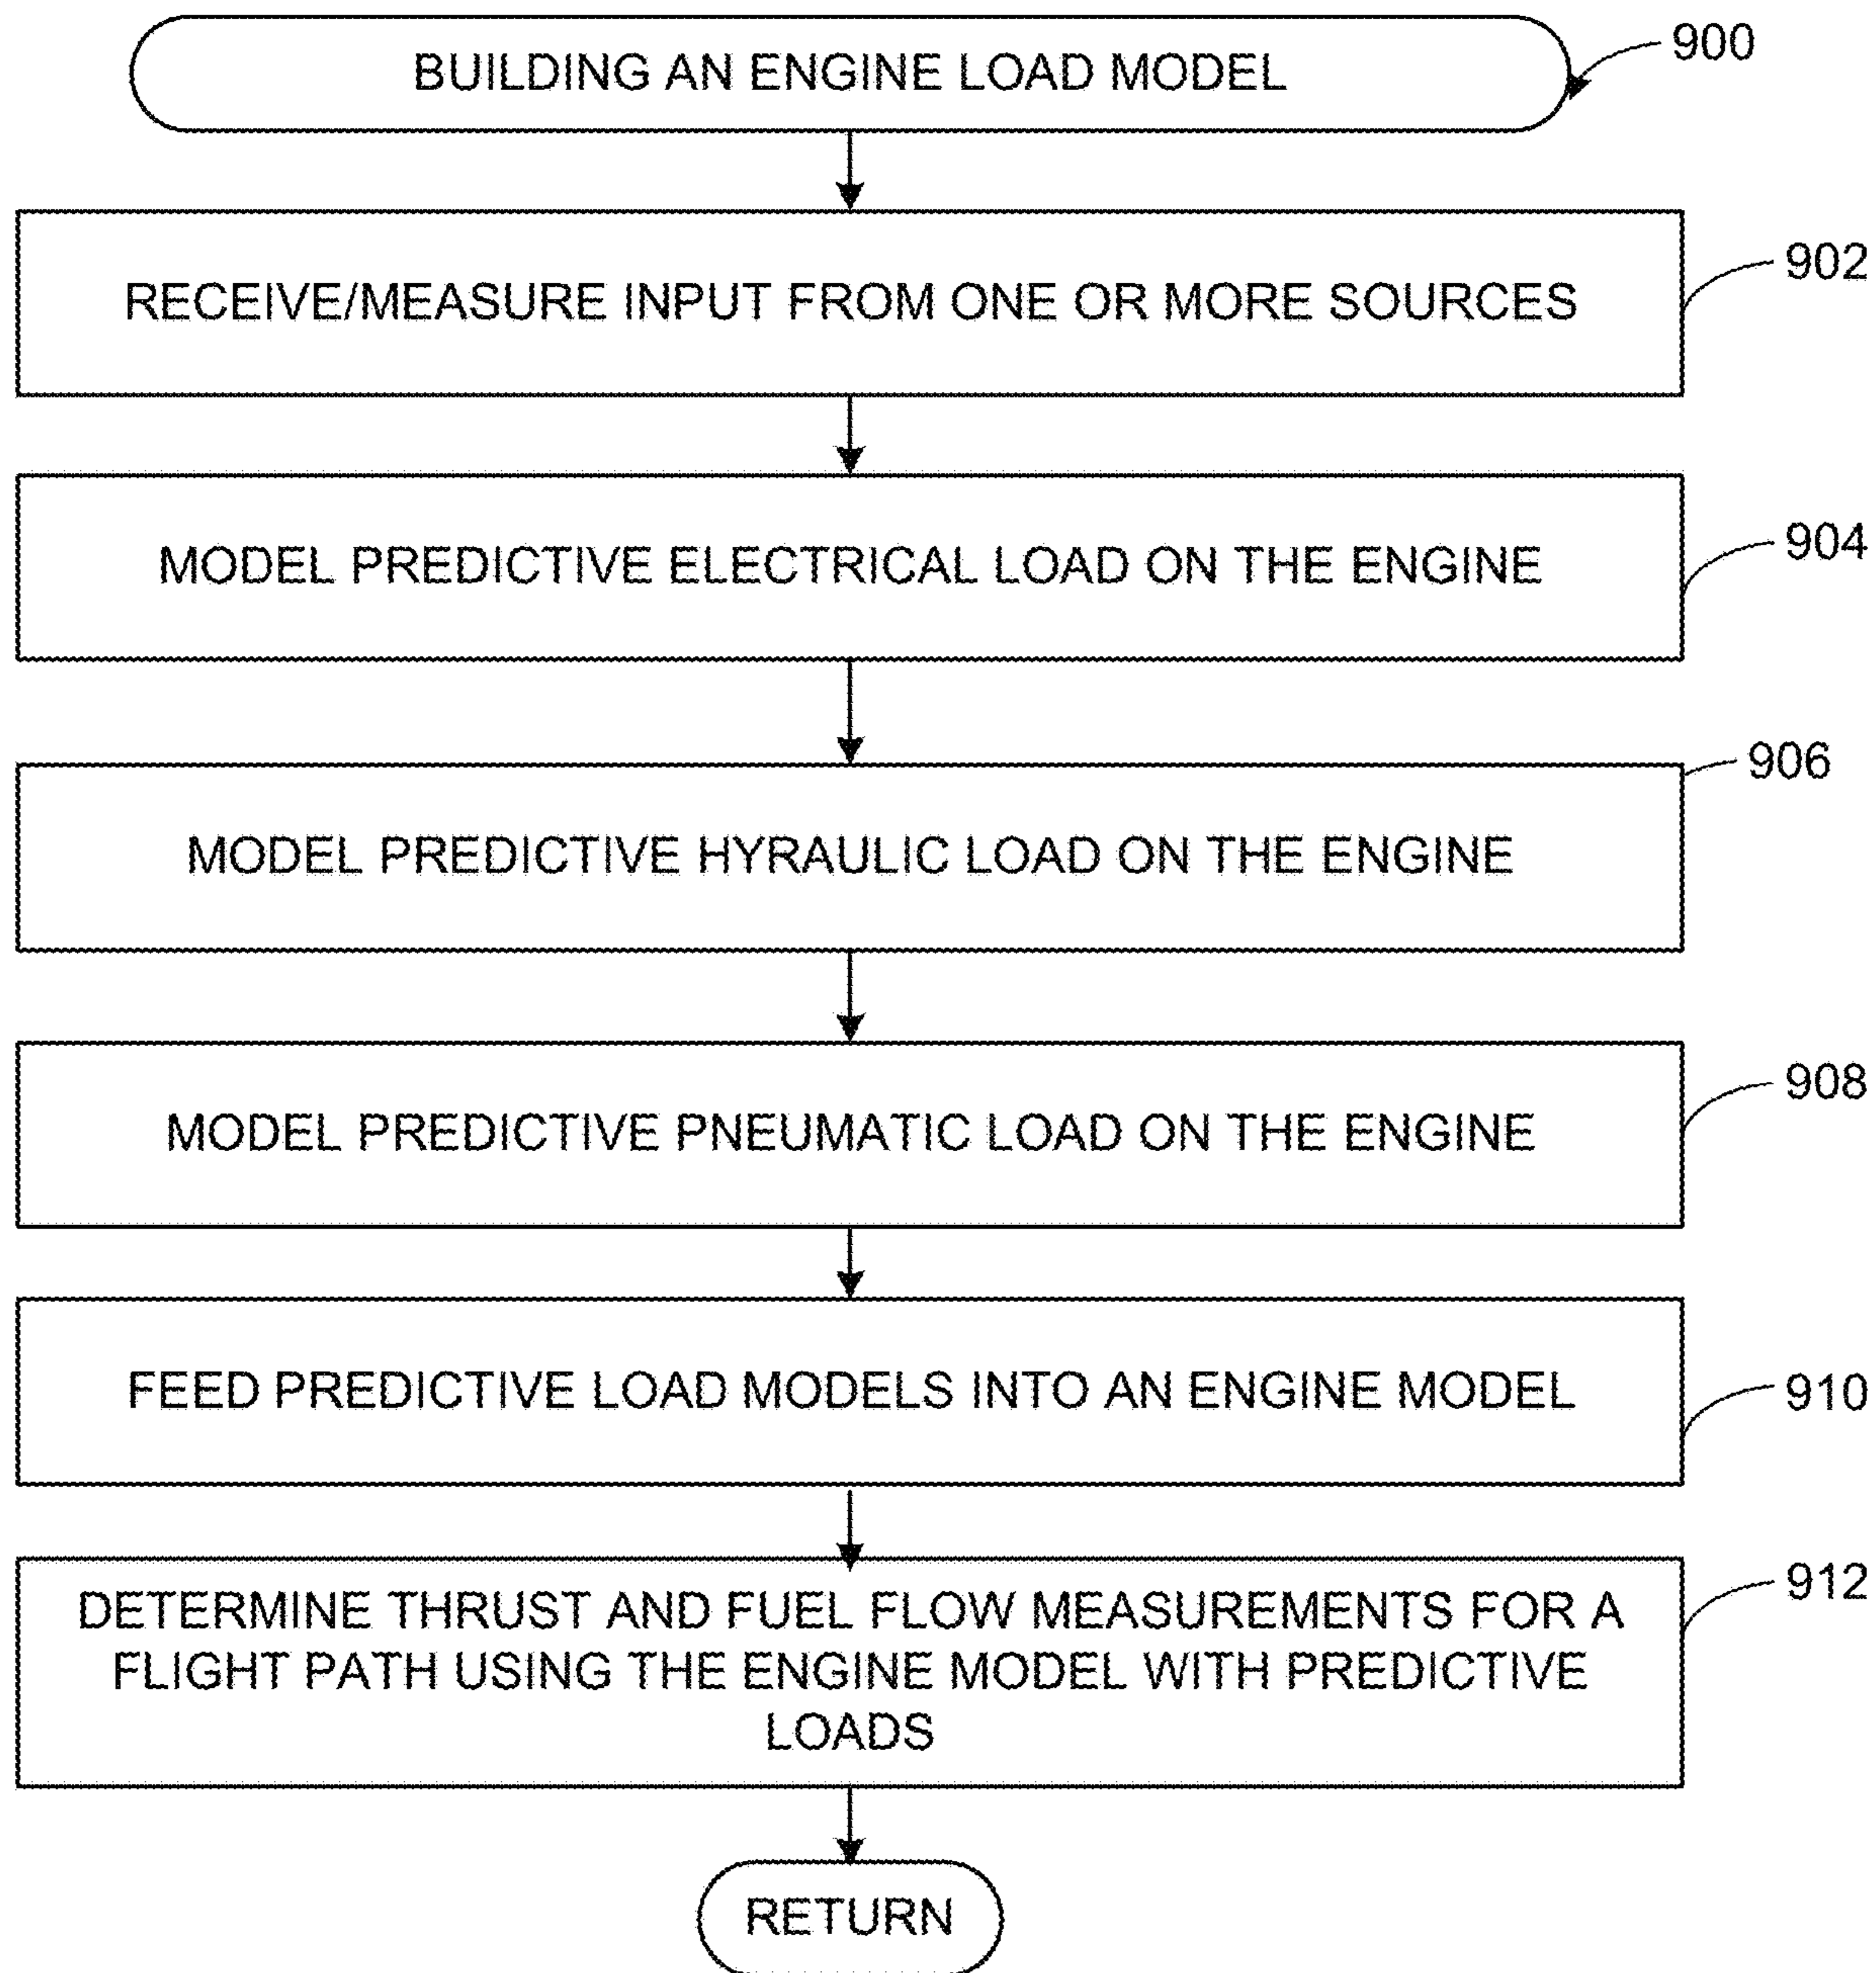 BUILDING AN ENGINE LOAD MODEL
900
RECEIVE/MEASURE INPUT FROM ONE OR MORE SOURCES
902
MODEL PREDICTIVE ELECTRICAL LOAD ON THE ENGINE
904
MODEL PREDICTIVE HYRAULIC LOAD ON THE ENGINE
906
MODEL PREDICTIVE PNEUMATIC LOAD ON THE ENGINE
908
FEED PREDICTIVE LOAD MODELS INTO AN ENGINE MODEL
910
DETERMINE THRUST AND FUEL FLOW MEASUREMENTS FOR A
FLIGHT PATH USING THE ENGINE MODEL WITH PREDICTIVE
LOADS
912
RETURN